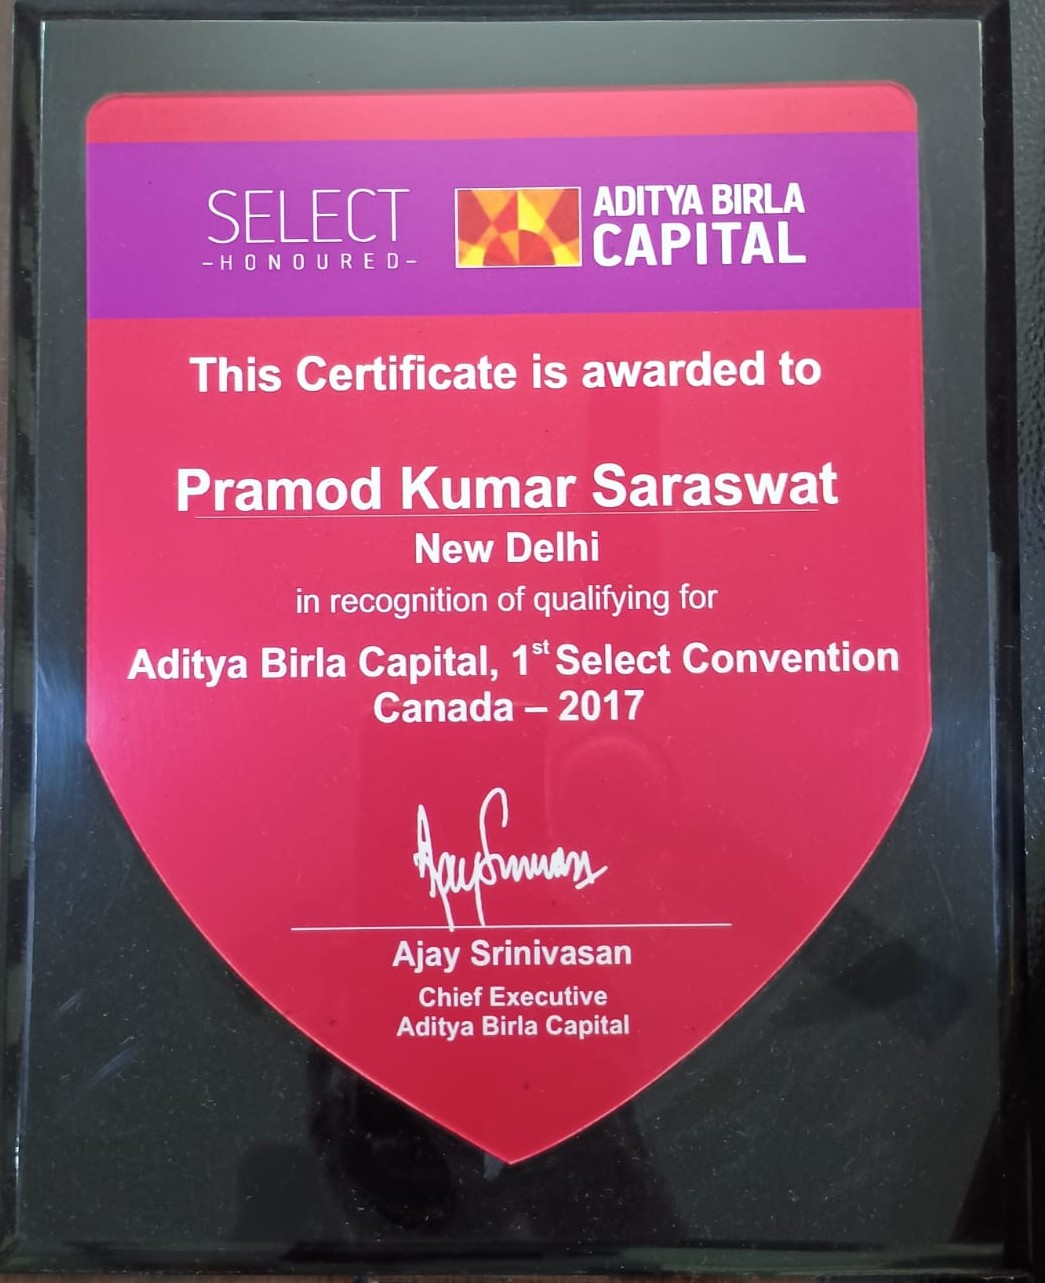 SELECT
-HONOURED-
ADITYA BIRLA
CAPITAL
This Certificate is awarded to
Pramod Kumar Saraswat
New Delhi
in recognition of qualifying for
Aditya Birla Capital, 1st Select Convention
Canada – 2017
Ajay Srinivasan
Chief Executive
Aditya Birla Capital